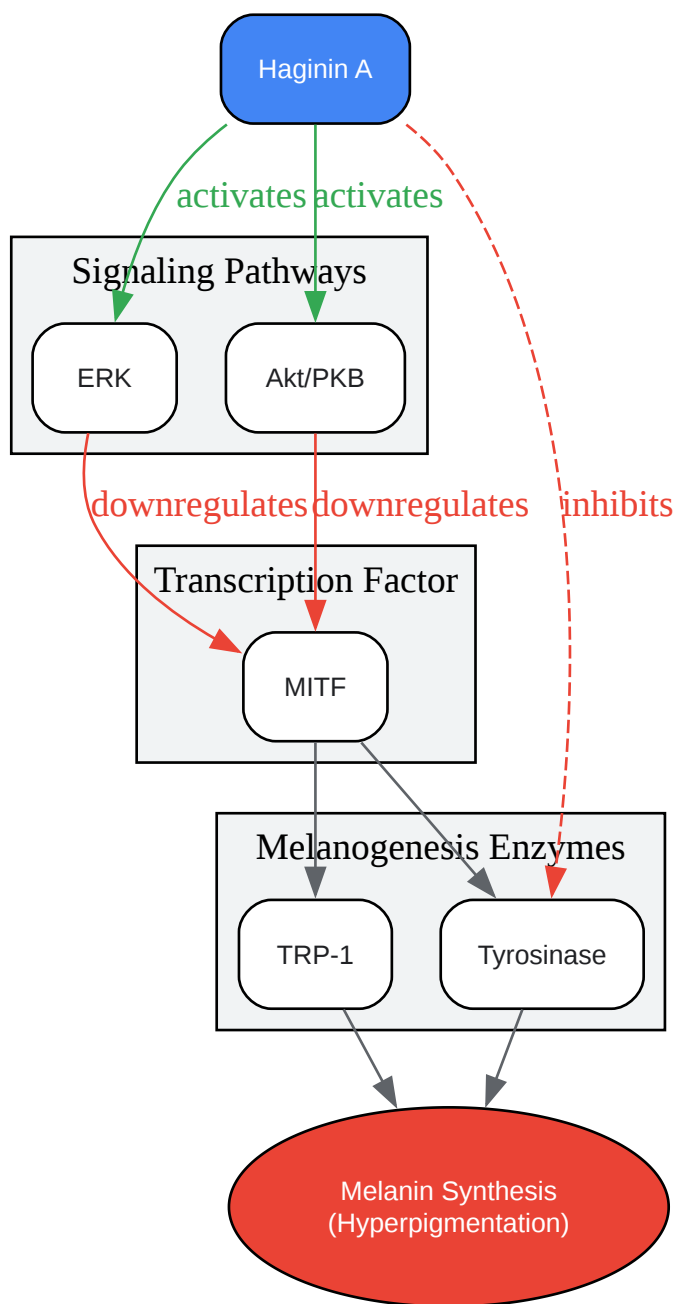 Haginin A
activates
activates
Signaling Pathways
ERK
Akt/PKB
downregulates
downregulates
inhibits
Transcription Factor
MITF
Melanogenesis Enzymes
TRP-1
Tyrosinase
Melanin Synthesis
(Hyperpigmentation)